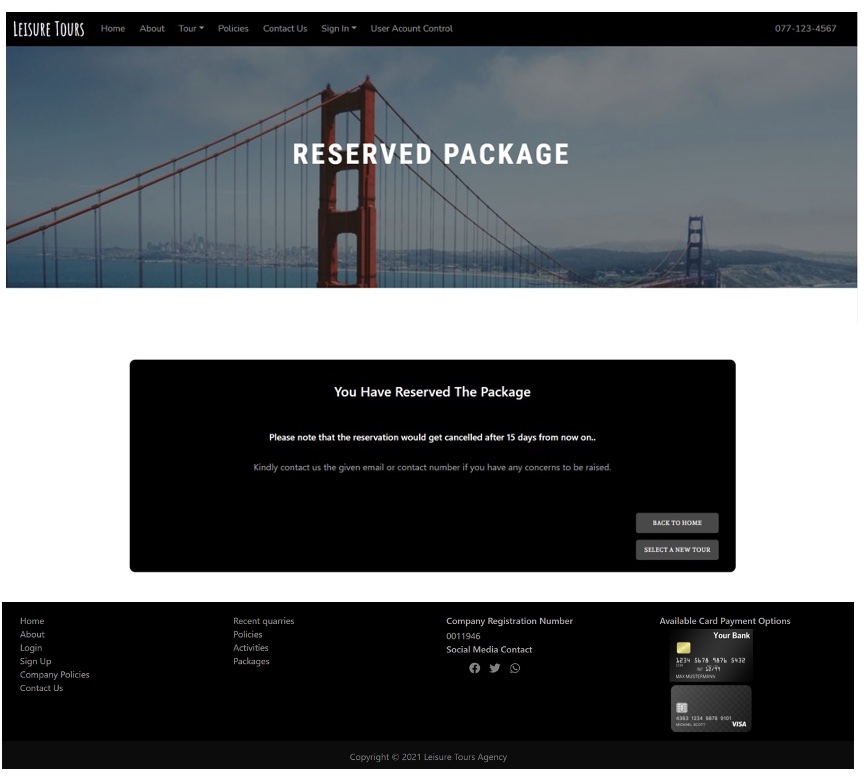 LEISURE TOURS Home About Tour Policies Contact Us Sign In User Acount Control 077-123-4567
RESERVED PACKAGE
You Have Reserved The Package
Please note that the reservation would get cancelled after 15 days from now on..
Kindly contact us the given email or contact number if you have any concerns to be raised.
BACK TO HOME
SELECT A NEW TOUR
Home
About
Login
Sign Up
Company Policies
Contact Us
Recent quarries
Policies
Activities
Packages
Company Registration Number
0011946
Social Media Contact
Available Card Payment Options
Your Bank
1234 5678 9876 5432
12/99
MAX MUSTERMANN
4363 1234 5678 9101
MICHAEL SCOTT
VISA
Copyright © 2021 Leisure Tours Agency